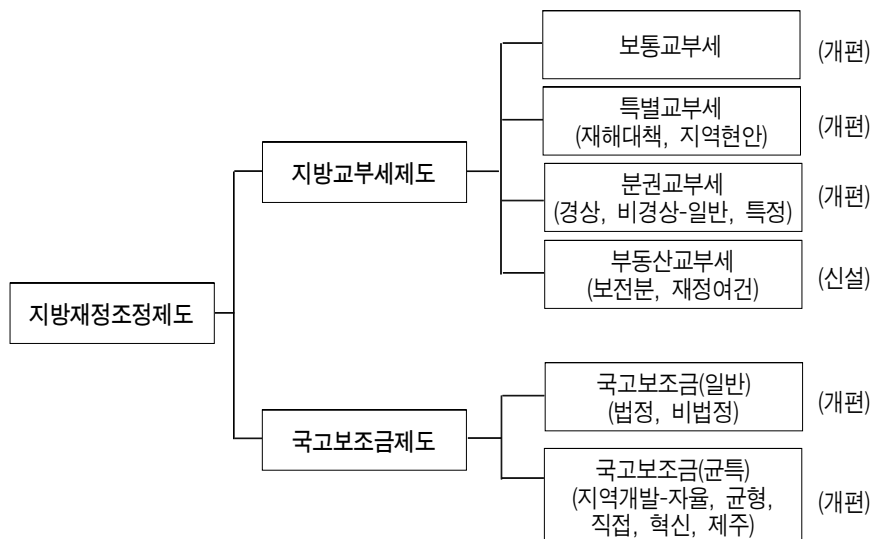 보통교부세
(개편)
특별교부세
(재해대책, 지역현안)
(개편)
지방교부세제도
분권교부세
(경상, 비경상-일반, 특정)
(개편)
부동산교부세
(보전분, 재정여건)
(신설)
지방재정조정제도
국고보조금(일반)
(법정, 비법정)
(개편)
국고보조금제도
국고보조금(균특)
(지역개발-자율, 균형,
직접, 혁신, 제주)
(개편)